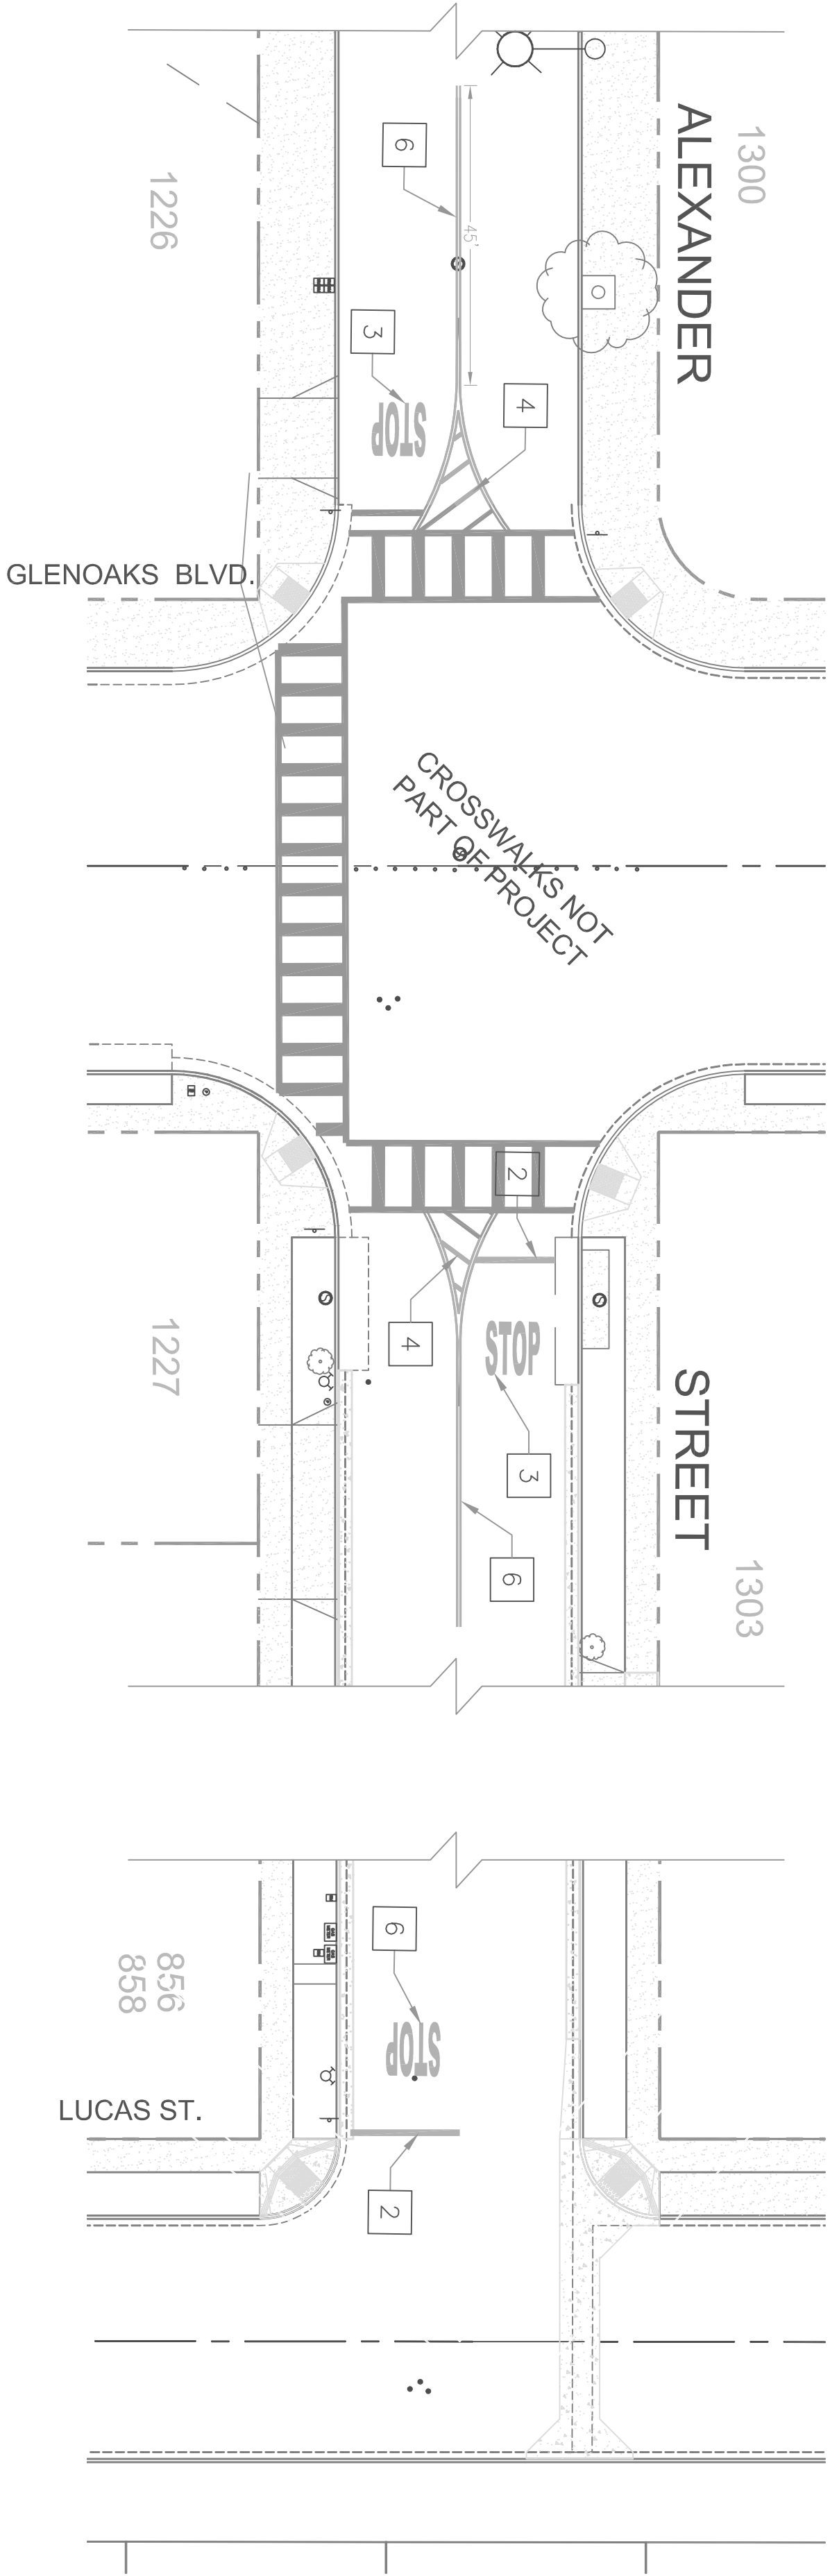 ALEXANDER
1300
1226
6
45'
3
STOP
4
GLENOAKS BLVD.
CROSSWALKS NOT
PART OF PROJECT
2
4
STOP
3
6
1227
STREET
1303
856
858
6
STOP
LUCAS ST.
2